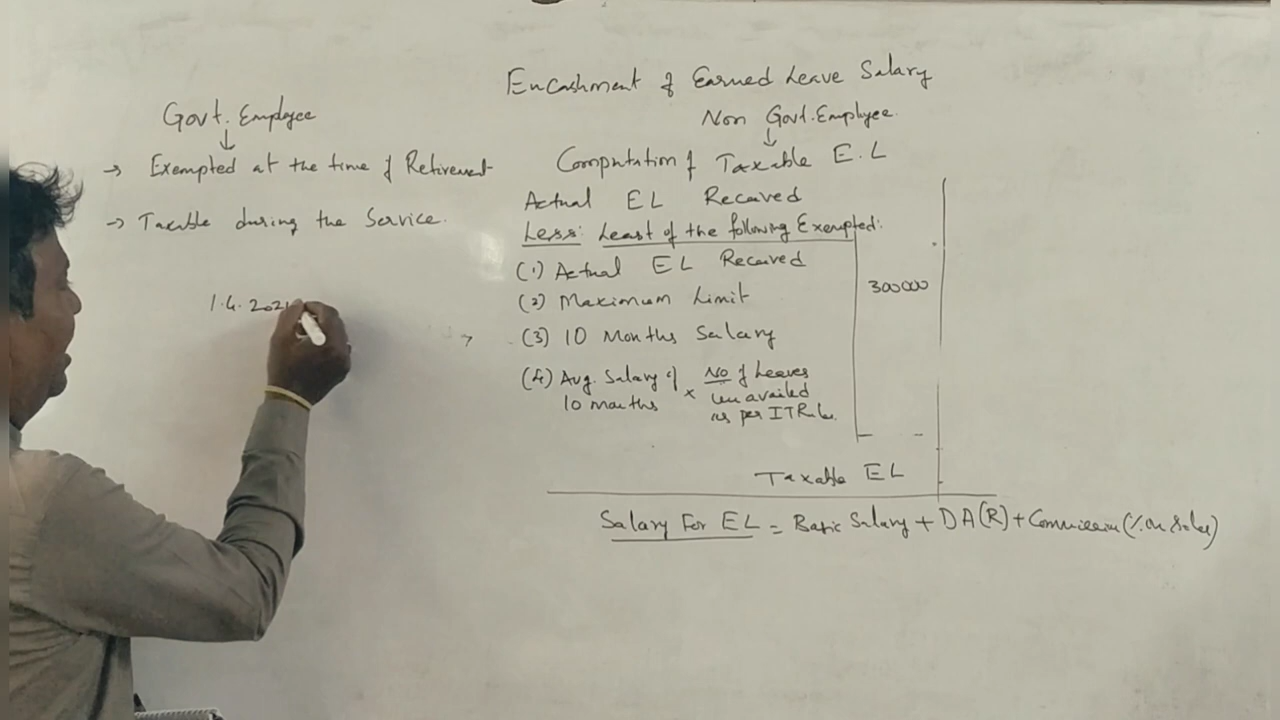 Encashment of Earned Leave Salary
Govt. Employee
→ Exempted at the time of Retirement
→ Taxable during the Service.
1.4.2021
Non Govt. Employee.
Computation of Taxable E.L
Actual EL Received
Less: Least of the following Exempted:
(1) Actual EL Received
(2) Maximum Limit 300000
(3) 10 Months Salary
(4) Avg. Salary of 10 months × No of Leaves unavailed as per IT Rule.
Taxable EL
Salary For EL = Basic Salary + DA(R) + Commission (% on Sales)